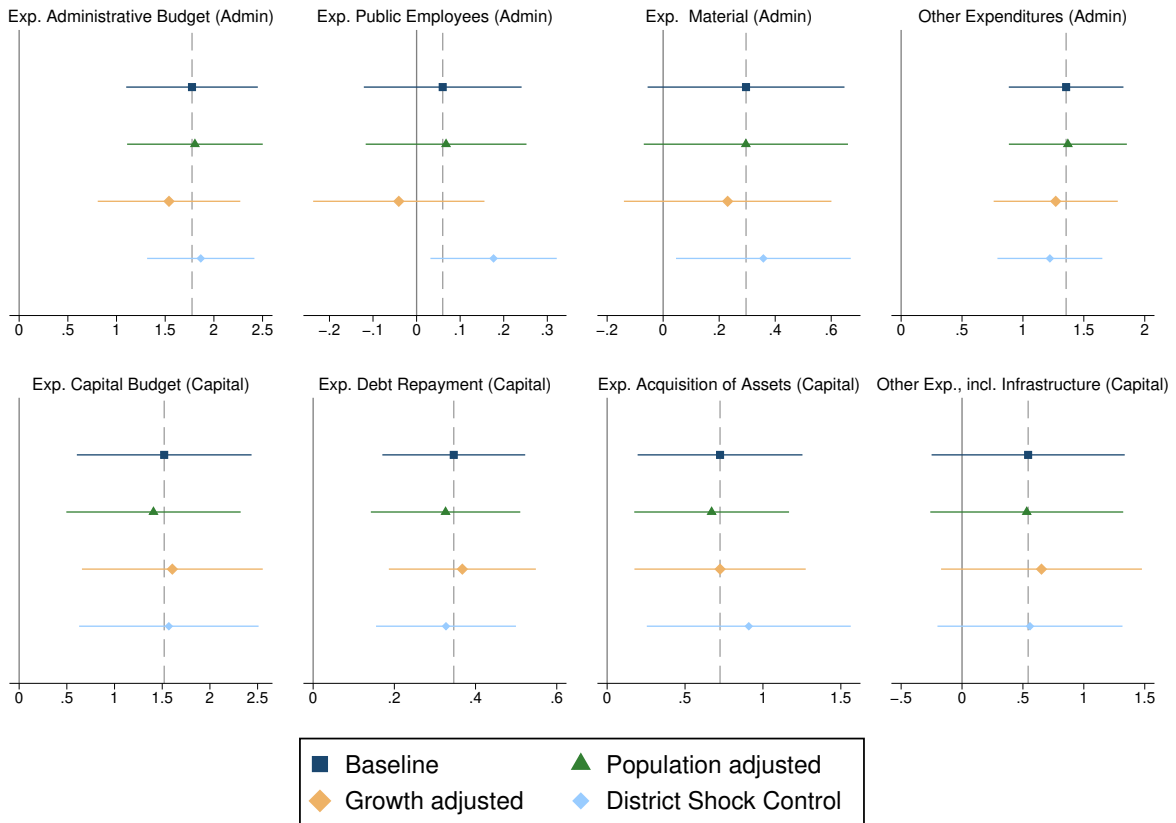 Exp. Administrative Budget (Admin)
Exp. Public Employees (Admin)
Exp. Material (Admin)
Other Expenditures (Admin)
0 .5 1 1.5 2 2.5
−.2 −.1 0 .1 .2 .3
−.2 0 .2 .4 .6
0 .5 1 1.5 2
Exp. Capital Budget (Capital)
Exp. Debt Repayment (Capital)
Exp. Acquisition of Assets (Capital)
Other Exp., incl. Infrastructure (Capital)
0 .5 1 1.5 2 2.5
0 .2 .4 .6
0 .5 1 1.5
−.5 0 .5 1 1.5
Baseline
Population adjusted
Growth adjusted
District Shock Control